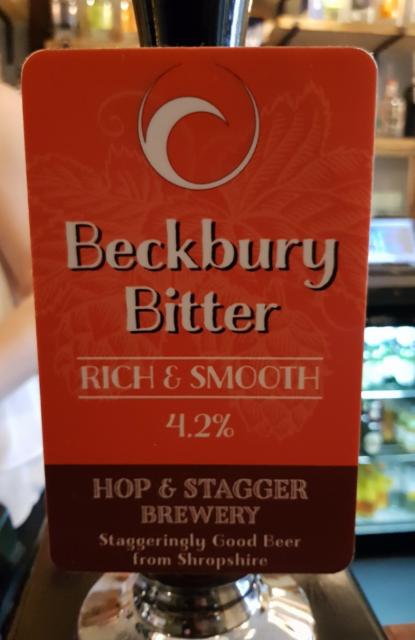 Beckbury
Bitter
RICH & SMOOTH
4.2%
HOP & STAGGER
BREWERY
Staggeringly Good Beer
from Shropshire